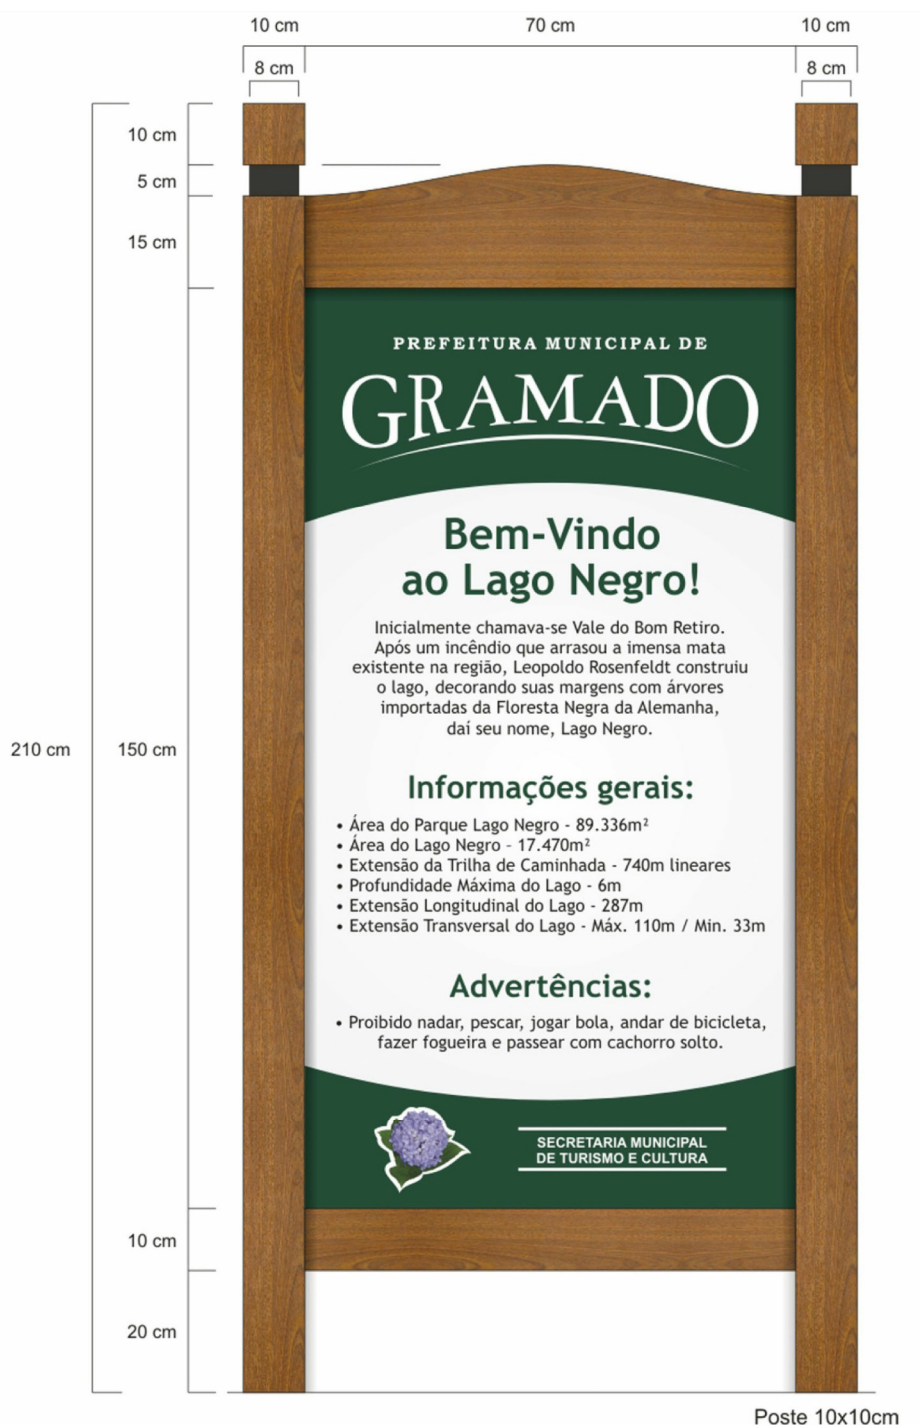 10 cm 70 cm 10 cm
8 cm 8 cm
10 cm
5 cm
15 cm
PREFEITURA MUNICIPAL DE
GRAMADO
Bem-Vindo
ao Lago Negro!
Inicialmente chamava-se Vale do Bom Retiro.
Após um incêndio que arrasou a imensa mata
existente na região, Leopoldo Rosenfeldt construiu
o lago, decorando suas margens com árvores
importadas da Floresta Negra da Alemanha,
daí seu nome, Lago Negro.
210 cm 150 cm
Informações gerais:
• Área do Parque Lago Negro - 89.336m²
• Área do Lago Negro - 17.470m²
• Extensão da Trilha de Caminhada - 740m lineares
• Profundidade Máxima do Lago - 6m
• Extensão Longitudinal do Lago - 287m
• Extensão Transversal do Lago - Máx. 110m / Min. 33m
Advertências:
• Proibido nadar, pescar, jogar bola, andar de bicicleta,
fazer fogueira e passear com cachorro solto.
SECRETARIA MUNICIPAL
DE TURISMO E CULTURA
10 cm
20 cm
Poste 10x10cm